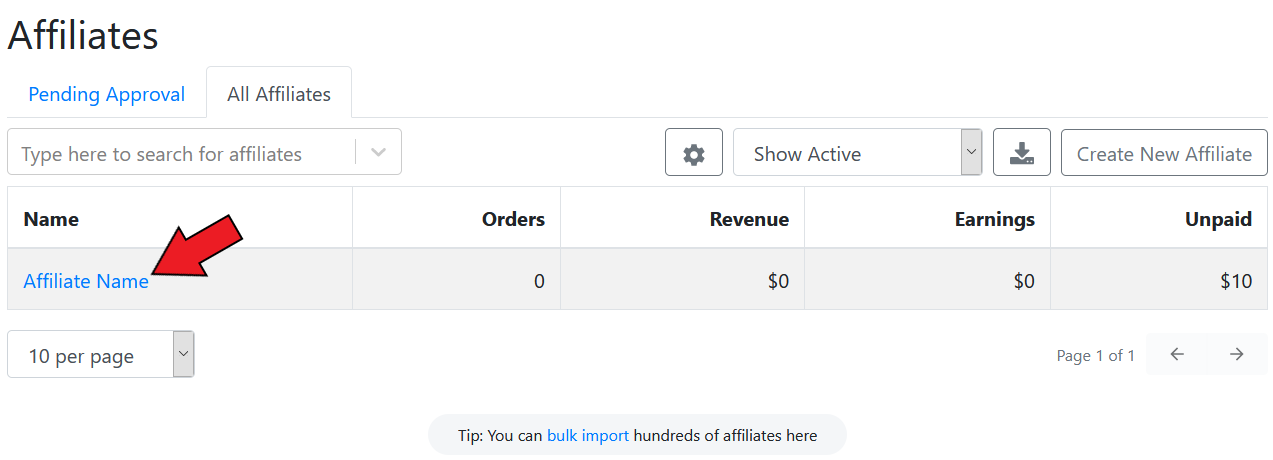 Affiliates
Pending Approval All Affiliates
Type here to search for affiliates Show Active Create New Affiliate
Name Orders Revenue Earnings Unpaid
Affiliate Name 0 $0 $0 $10
10 per page Page 1 of 1
Tip: You can bulk import hundreds of affiliates here